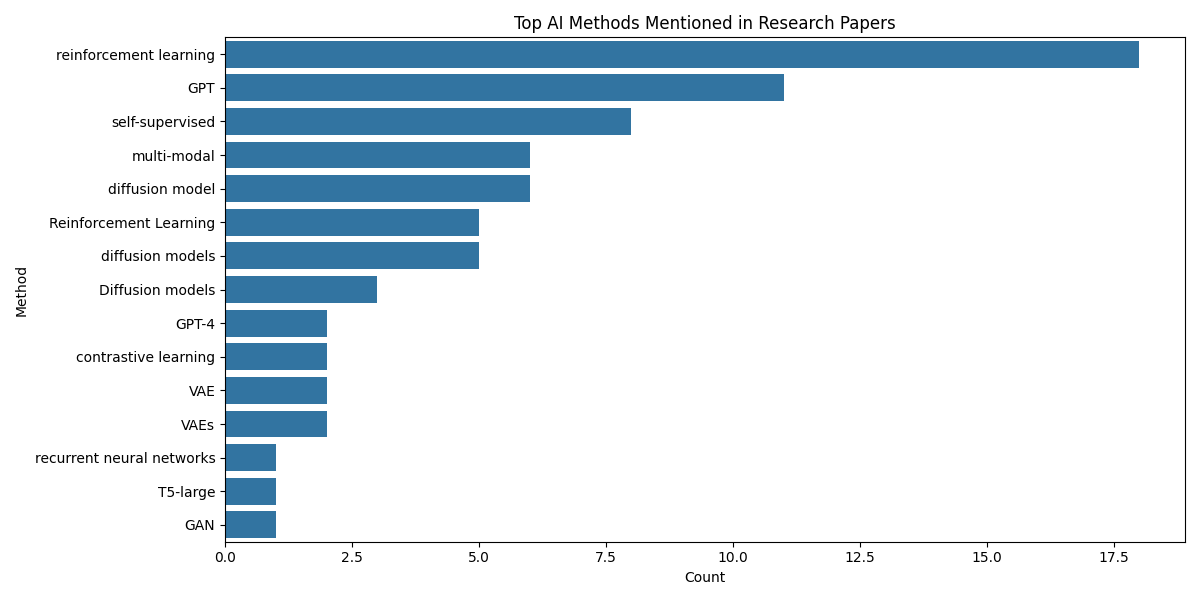 Top AI Methods Mentioned in Research Papers
reinforcement learning
GPT
self-supervised
multi-modal
diffusion model
Reinforcement Learning
diffusion models
Diffusion models
GPT-4
contrastive learning
VAE
VAEs
recurrent neural networks
T5-large
GAN
Method
0.0 2.5 5.0 7.5 10.0 12.5 15.0 17.5
Count